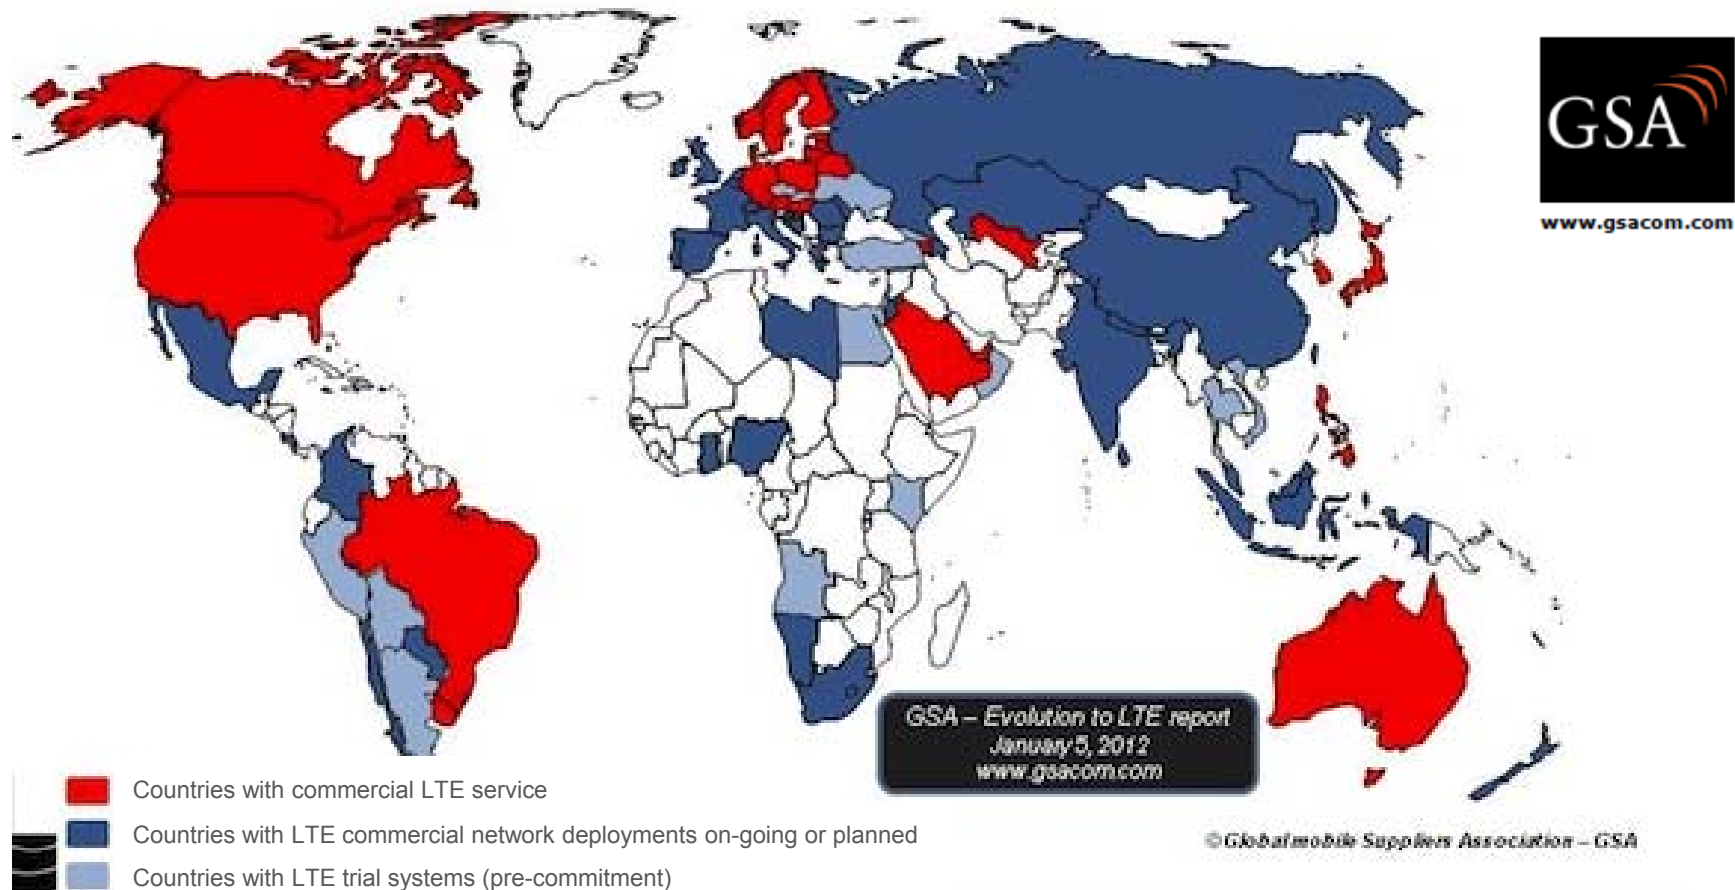 GSA
www.gsacom.com
GSA – Evolution to LTE report
January 5, 2012
www.gsacom.com
Countries with commercial LTE service
Countries with LTE commercial network deployments on-going or planned
Countries with LTE trial systems (pre-commitment)
©Global mobile Suppliers Association – GSA